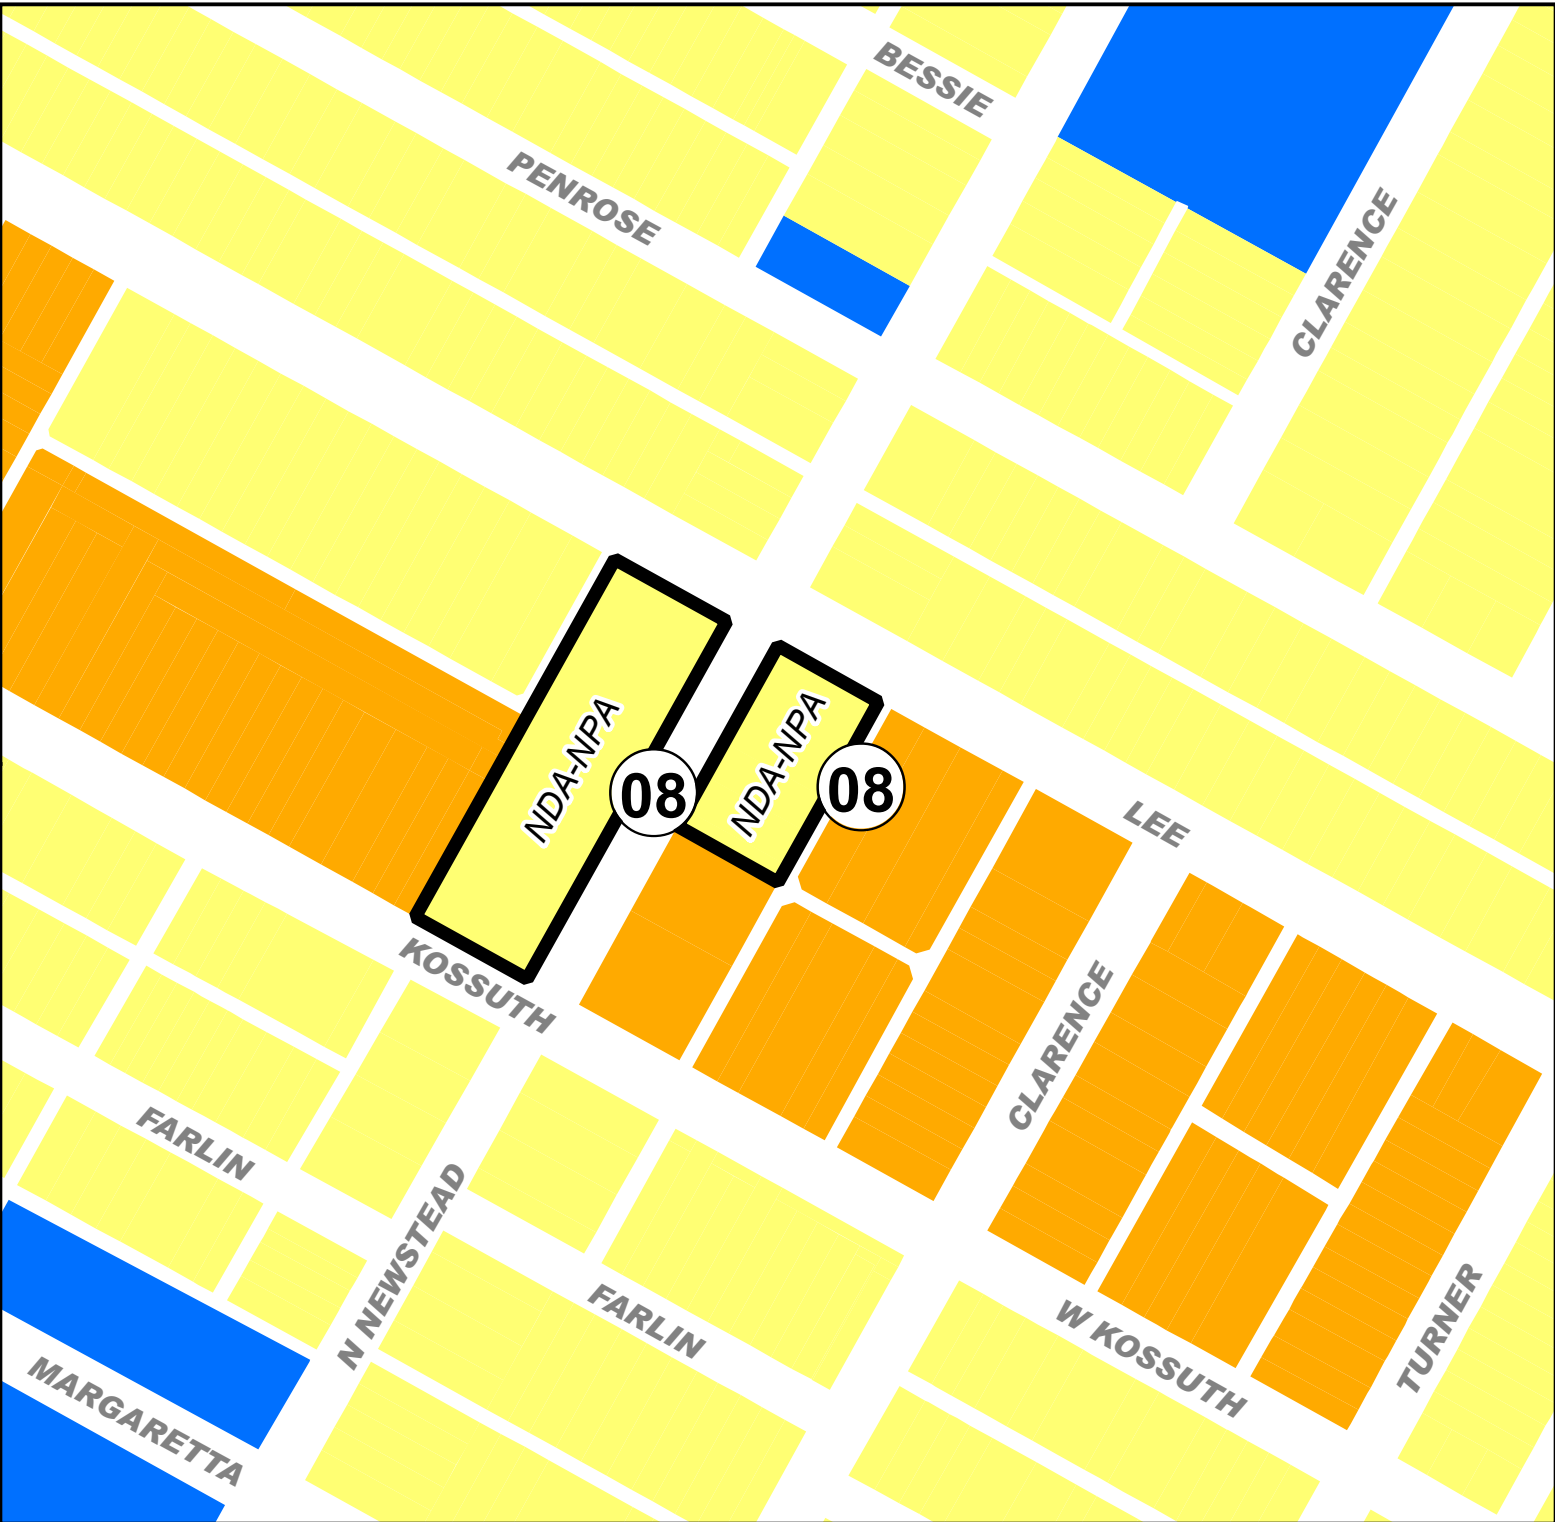 BESSIE
PENROSE
CLARENCE
NDA-NPA
08
NDA-NPA
08
LEE
KOSSUTH
CLARENCE
FARLIN
N NEWSTEAD
FARLIN
W KOSSUTH
TURNER
MARGARETTA